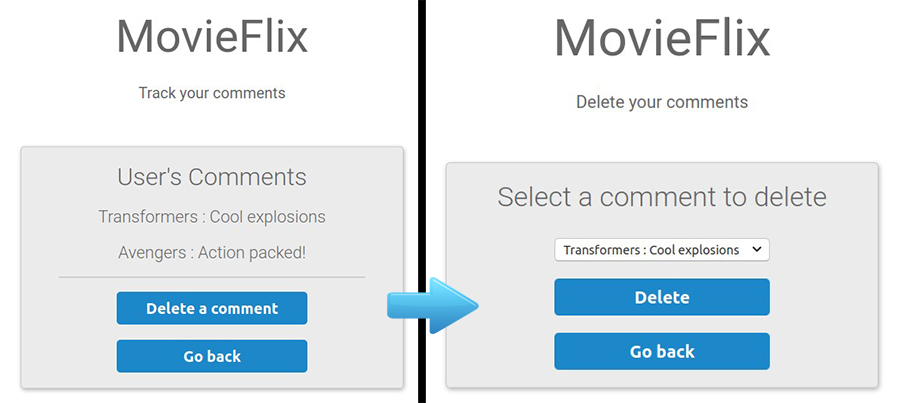 MovieFlix
Track your comments
User's Comments
Transformers : Cool explosions
Avengers : Action packed!
Delete a comment
Go back
MovieFlix
Delete your comments
Select a comment to delete
Transformers : Cool explosions
Delete
Go back